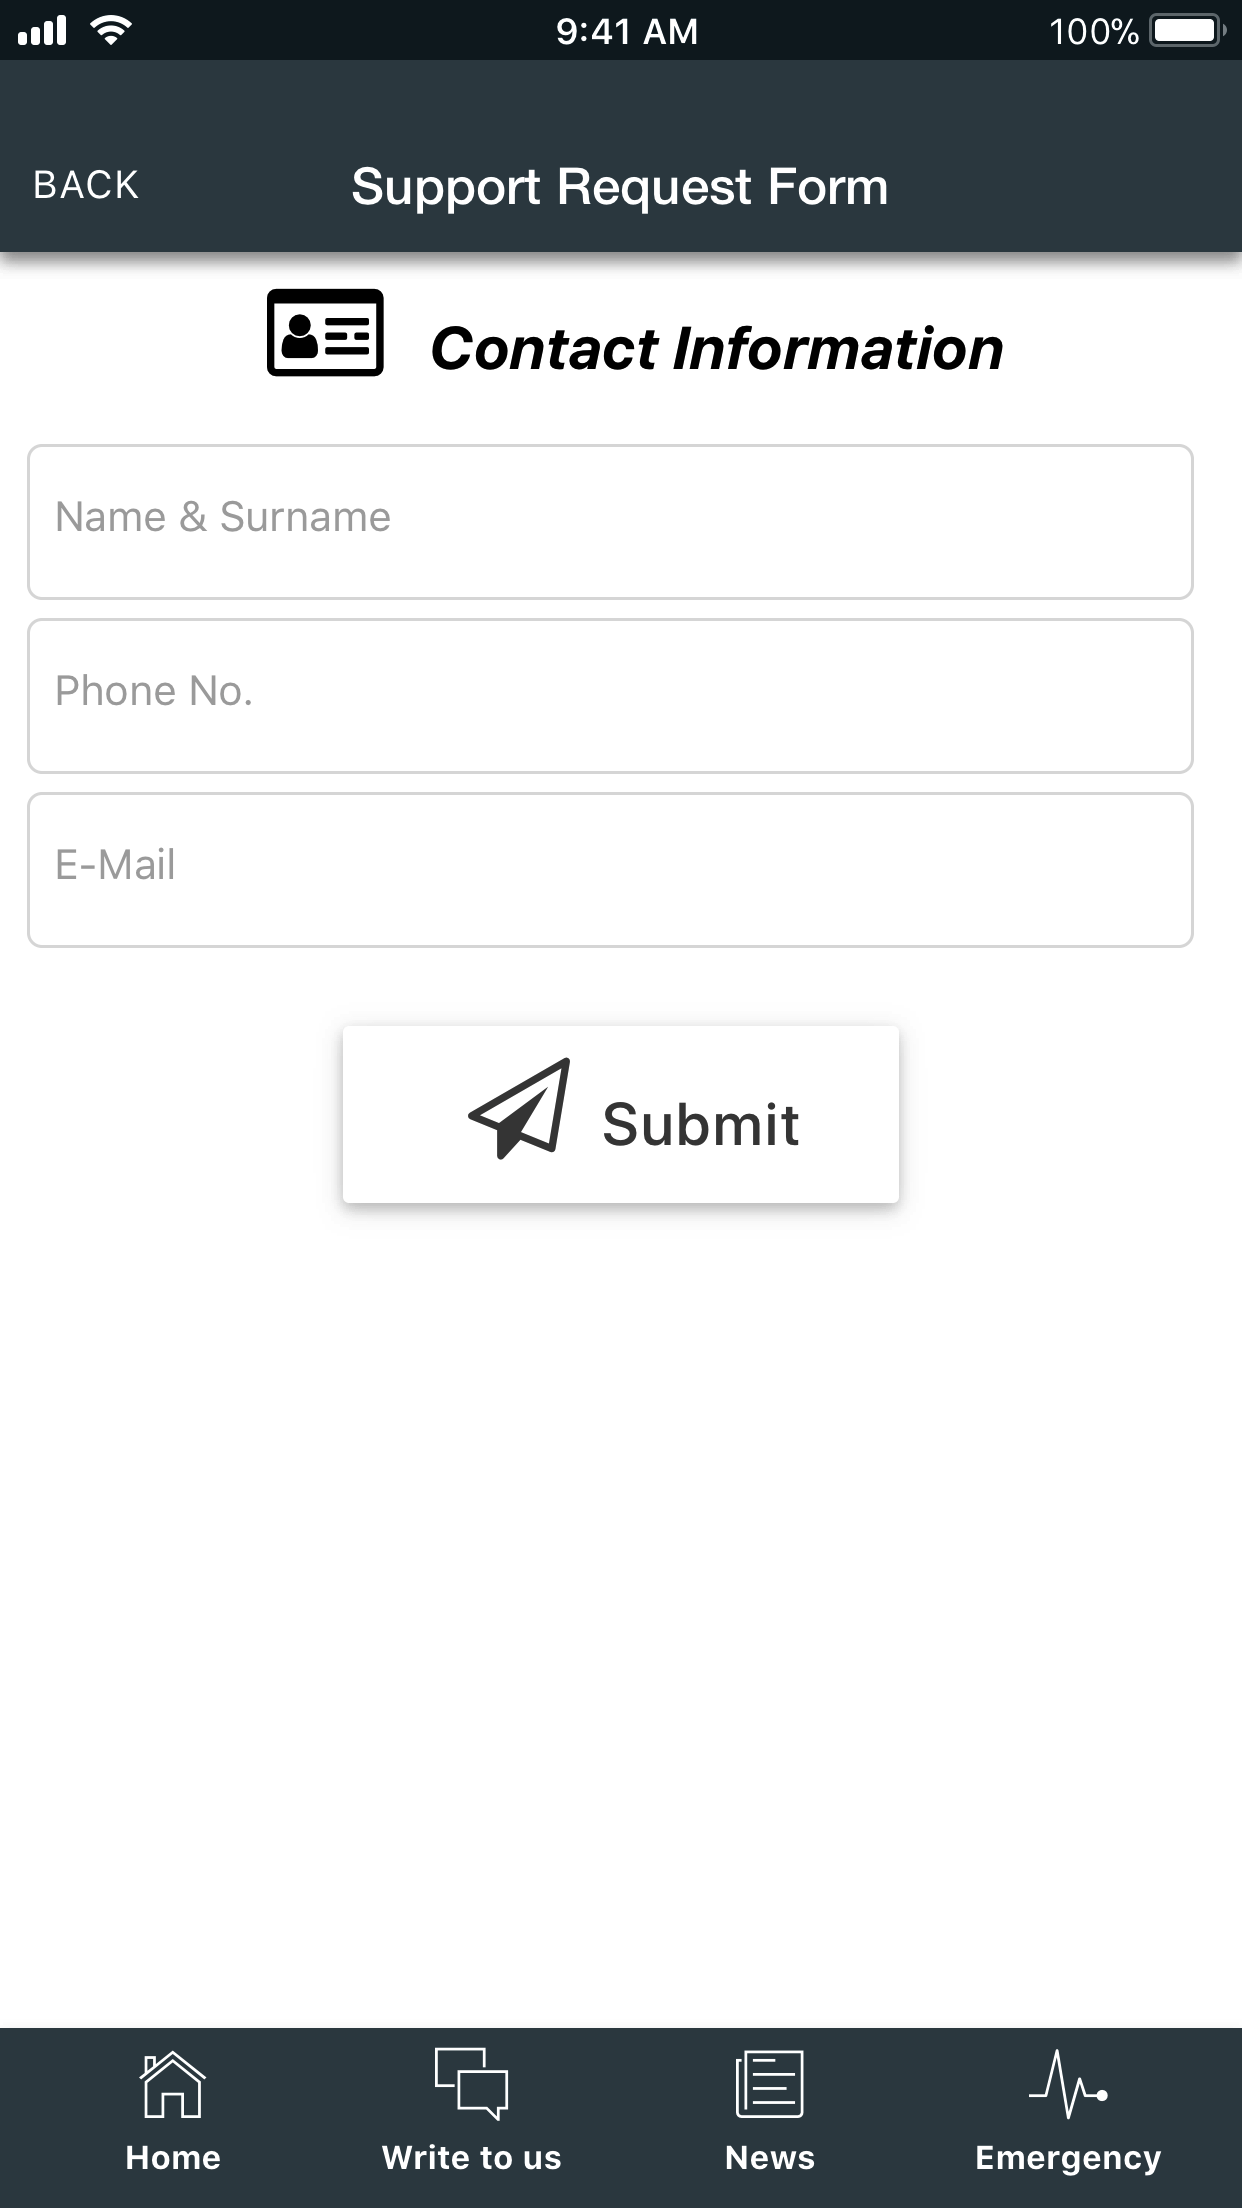 9:41 AM
100%
BACK
Support Request Form
Contact Information
Name & Surname
Phone No.
E-Mail
Submit
Home
Write to us
News
Emergency